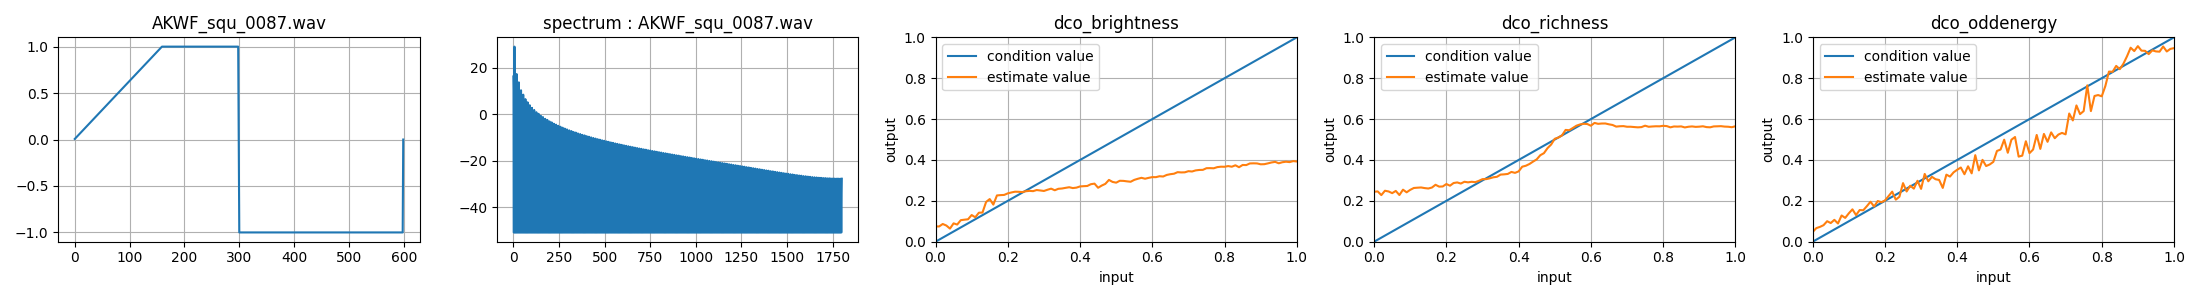 AKWF_squ_0087.wav
1.0
0.5
0.0
−0.5
−1.0
0 100 200 300 400 500 600
spectrum : AKWF_squ_0087.wav
20
0
−20
−40
0 250 500 750 1000 1250 1500 1750
dco_brightness
condition value
estimate value
output
1.0
0.8
0.6
0.4
0.2
0.0
0.0 0.2 0.4 0.6 0.8 1.0
input
dco_richness
condition value
estimate value
output
1.0
0.8
0.6
0.4
0.2
0.0
0.0 0.2 0.4 0.6 0.8 1.0
input
dco_oddenergy
condition value
estimate value
output
1.0
0.8
0.6
0.4
0.2
0.0
0.0 0.2 0.4 0.6 0.8 1.0
input